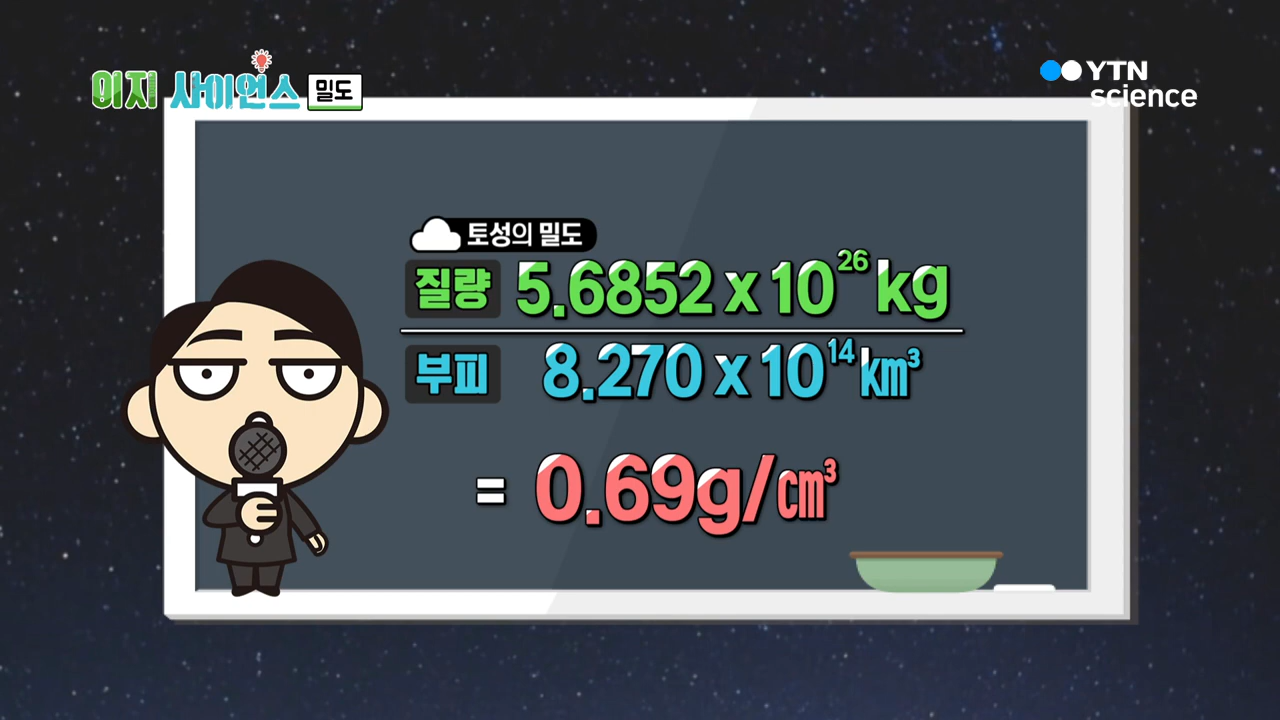 이지 사이언스 밀도
YTN
science
토성의 밀도
질량 5.6852 x 10²⁶ kg
부피 8.270 x 10¹⁴ km³
= 0.69g/cm³